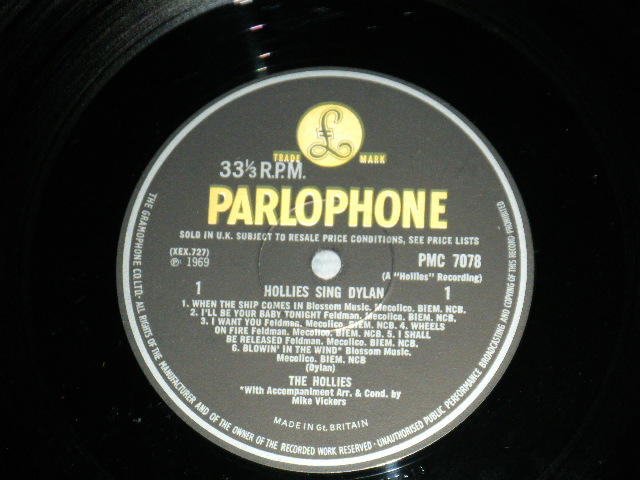 £
TRADE MARK
33⅓ R.P.M.
PARLOPHONE
SOLD IN U.K. SUBJECT TO RESALE PRICE CONDITIONS, SEE PRICE LISTS
(XEX.727)
PMC 7078
℗ 1969
(A "Hollies" Recording)
1 HOLLIES SING DYLAN 1
1. WHEN THE SHIP COMES IN Blossom Music. Mecolico. BIEM. NCB.
2. I'LL BE YOUR BABY TONIGHT Feldman. Mecolico. BIEM. NCB.
3. I WANT YOU Feldman. Mecolico. BIEM. NCB. 4. WHEELS
ON FIRE Feldman. Mecolico. BIEM. NCB. 5. I SHALL
BE RELEASED Feldman. Mecolico. BIEM. NCB.
6. BLOWIN' IN THE WIND* Blossom Music.
Mecolico. BIEM. NCB
(Dylan)
THE HOLLIES
*With Accompaniment Arr. & Cond. by
Mike Vickers
MADE IN Gt. BRITAIN
THE GRAMOPHONE CO. LTD. ALL RIGHTS OF THE MANUFACTURER AND OF THE OWNER OF THE RECORDED WORK RESERVED · UNAUTHORISED PUBLIC PERFORMANCE BROADCASTING AND COPYING OF THIS RECORD PROHIBITED